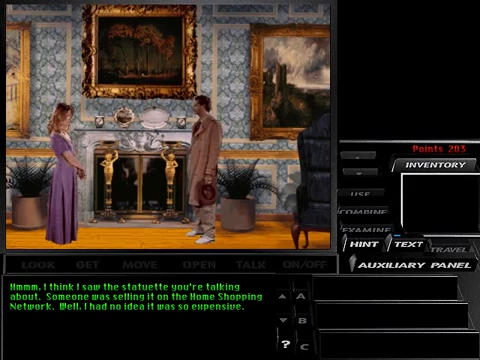 Points 203
INVENTORY
USE
COMBINE
EXAMINE
HINT
TEXT
TRAVEL
AUXILIARY PANEL
LOOK GET MOVE OPEN TALK ON/OFF
Hmmm, I think I saw the statuette you're talking
about. Someone was selling it on the Home Shopping
Network. Well, I had no idea it was so expensive.
A
B
? C